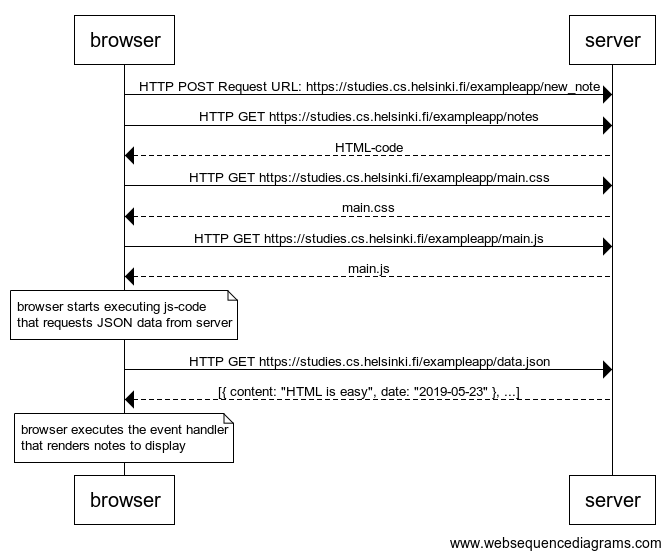 browser
server
HTTP POST Request URL: https://studies.cs.helsinki.fi/exampleapp/new_note
HTTP GET https://studies.cs.helsinki.fi/exampleapp/notes
HTML-code
HTTP GET https://studies.cs.helsinki.fi/exampleapp/main.css
main.css
HTTP GET https://studies.cs.helsinki.fi/exampleapp/main.js
main.js
browser starts executing js-code
that requests JSON data from server
HTTP GET https://studies.cs.helsinki.fi/exampleapp/data.json
[{ content: "HTML is easy", date: "2019-05-23" }, ...]
browser executes the event handler
that renders notes to display
browser
server
www.websequencediagrams.com